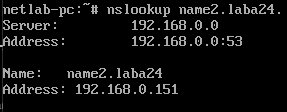 netlab-pc:~# nslookup name2.laba24.
Server: 192.168.0.0
Address: 192.168.0.0:53
Name: name2.laba24
Address: 192.168.0.151